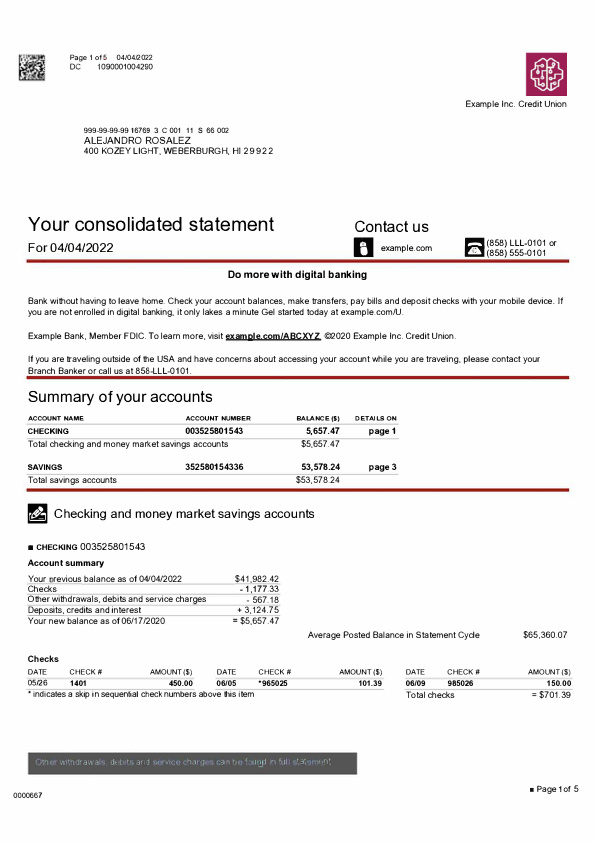 Page 1 of 5 04/04/2022
DC 1090001004290
Example Inc. Credit Union
999-99-99-99 16769 3 C 001 11 S 66 002
ALEJANDRO ROSALEZ
400 KOZEY LIGHT, WEBERBURGH, HI 29922
Your consolidated statement
For 04/04/2022
Contact us
example.com
(858) LLL-0101 or
(858) 555-0101
Do more with digital banking
Bank without having to leave home. Check your account balances, make transfers, pay bills and deposit checks with your mobile device. If
you are not enrolled in digital banking, it only lakes a minute Gel started today at example.com/U.
Example Bank, Member FDIC. To learn more, visit example.com/ABCXYZ. ©2020 Example Inc. Credit Union.
If you are traveling outside of the USA and have concerns about accessing your account while you are traveling, please contact your
Branch Banker or call us at 858-LLL-0101.
Summary of your accounts
ACCOUNT NAME ACCOUNT NUMBER BALANCE ($) DETAILS ON
CHECKING 003525801543 5,657.47 page 1
Total checking and money market savings accounts $5,657.47
SAVINGS 352580154336 53,578.24 page 3
Total savings accounts $53,578.24
Checking and money market savings accounts
■ CHECKING 003525801543
Account summary
Your previous balance as of 04/04/2022 $41,982.42
Checks - 1,177.33
Other withdrawals, debits and service charges - 567.18
Deposits, credits and interest + 3,124.75
Your new balance as of 06/17/2020 = $5,657.47
Average Posted Balance in Statement Cycle $65,360.07
Checks
DATE CHECK # AMOUNT ($) DATE CHECK # AMOUNT ($) DATE CHECK # AMOUNT ($)
05/26 1401 450.00 06/05 *965025 101.39 06/09 985026 150.00
* indicates a skip in sequential check numbers above this item Total checks = $701.39
Other withdrawals, debits and service charges can be found in full statement
■ Page 1 of 5
0000667